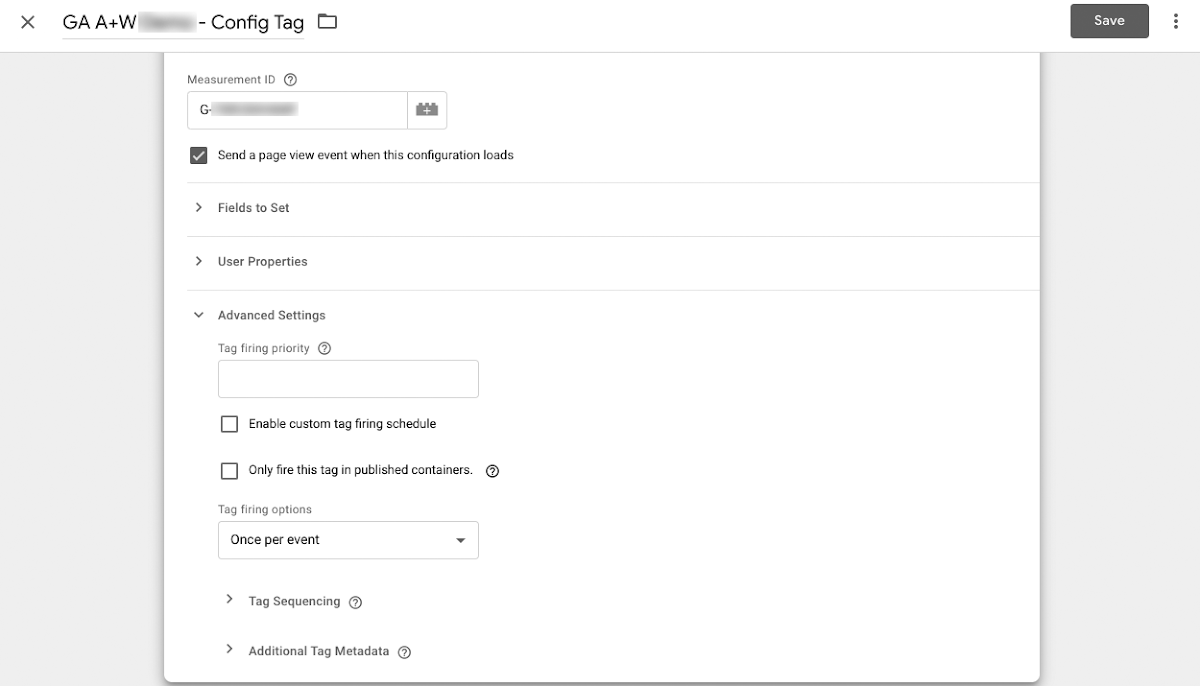 GA A+W - Config Tag
Save
Measurement ID
G-
Send a page view event when this configuration loads
Fields to Set
User Properties
Advanced Settings
Tag firing priority
Enable custom tag firing schedule
Only fire this tag in published containers.
Tag firing options
Once per event
Tag Sequencing
Additional Tag Metadata